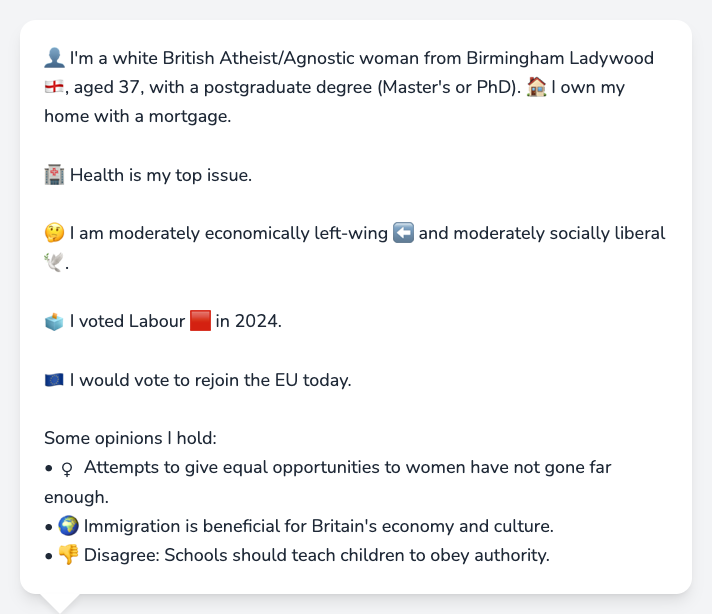 👤 I'm a white British Atheist/Agnostic woman from Birmingham Ladywood
🏴󠁧󠁢󠁥󠁮󠁧󠁿, aged 37, with a postgraduate degree (Master's or PhD). 🏠 I own my
home with a mortgage.
🏥 Health is my top issue.
🤔 I am moderately economically left-wing ⬅️ and moderately socially liberal
🕊️.
🗳️ I voted Labour 🟥 in 2024.
🇪🇺 I would vote to rejoin the EU today.
Some opinions I hold:
• ♀ Attempts to give equal opportunities to women have not gone far
enough.
• 🌍 Immigration is beneficial for Britain's economy and culture.
• 👎 Disagree: Schools should teach children to obey authority.